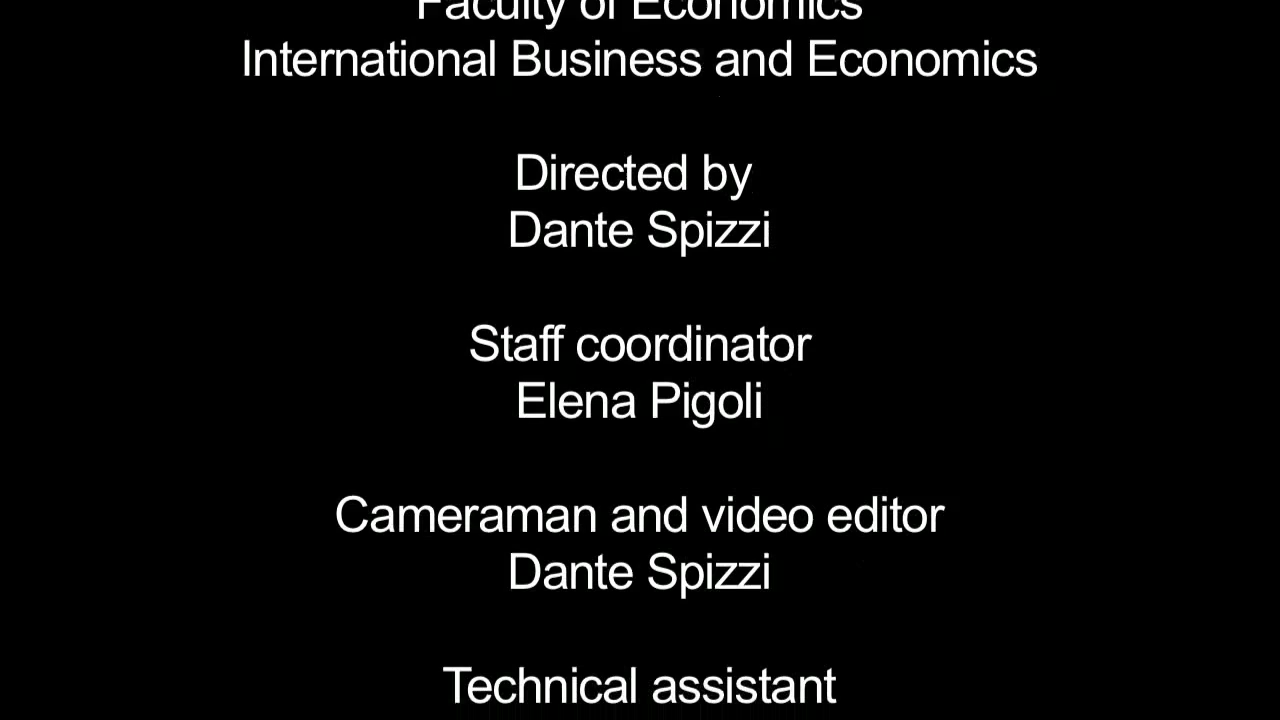 Faculty of Economics
International Business and Economics
Directed by
Dante Spizzi
Staff coordinator
Elena Pigoli
Cameraman and video editor
Dante Spizzi
Technical assistant